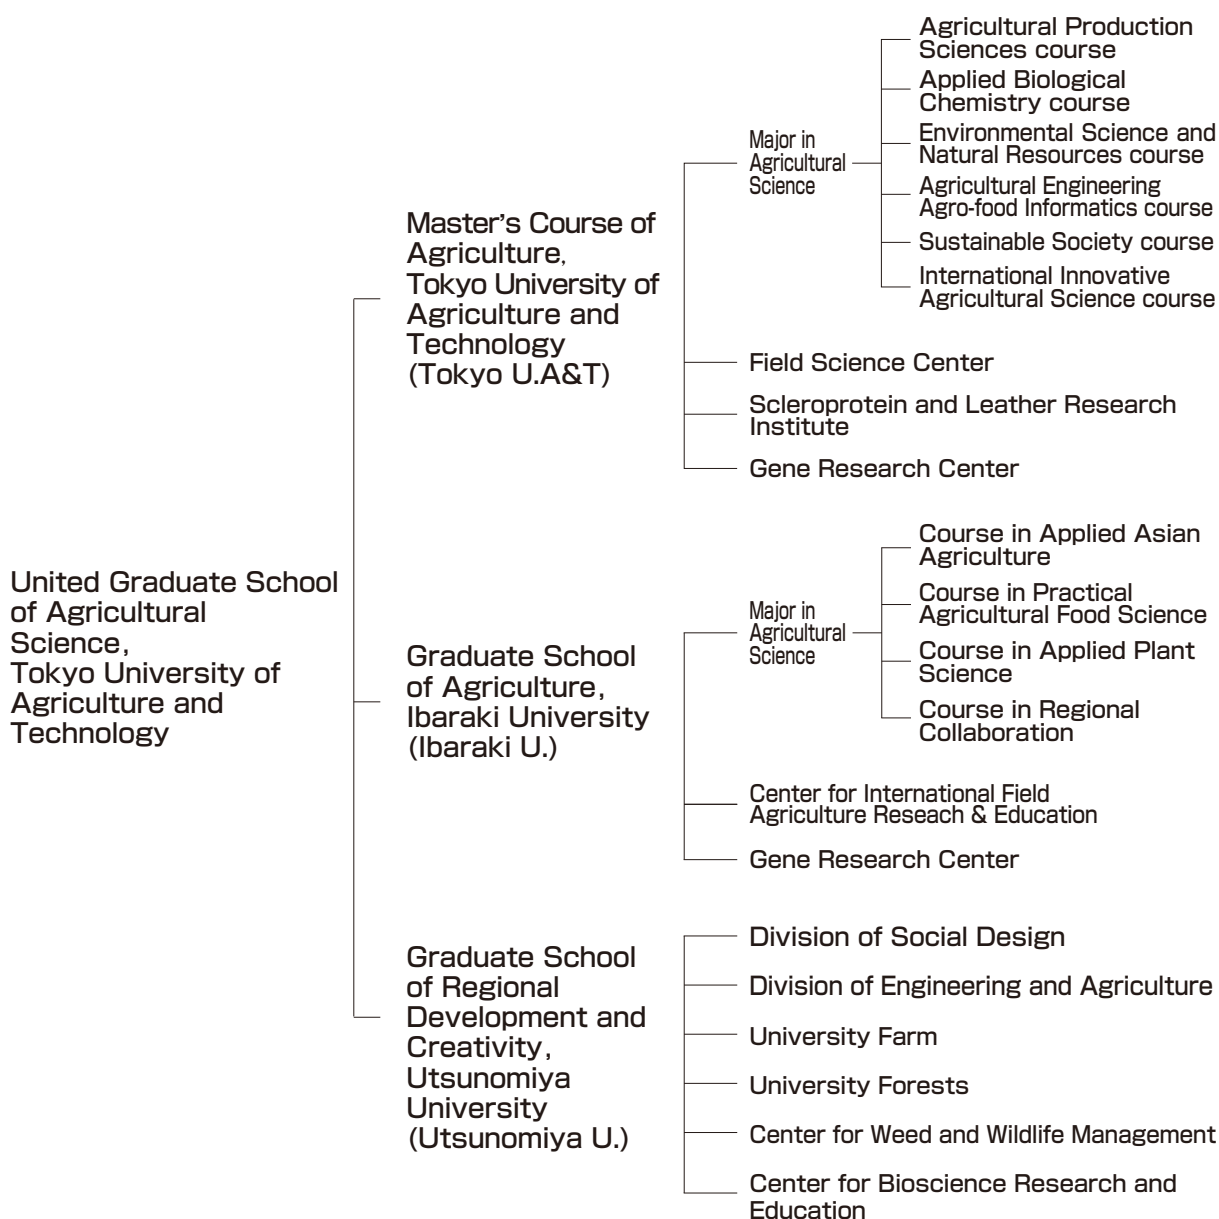 United Graduate School
of Agricultural
Science,
Tokyo University of
Agriculture and
Technology
Master's Course of
Agriculture,
Tokyo University of
Agriculture and
Technology
(Tokyo U.A&T)
Major in
Agricultural
Science
Agricultural Production
Sciences course
Applied Biological
Chemistry course
Environmental Science and
Natural Resources course
Agricultural Engineering
Agro-food Informatics course
Sustainable Society course
International Innovative
Agricultural Science course
Field Science Center
Scleroprotein and Leather Research
Institute
Gene Research Center
Graduate School
of Agriculture,
Ibaraki University
(Ibaraki U.)
Major in
Agricultural
Science
Course in Applied Asian
Agriculture
Course in Practical
Agricultural Food Science
Course in Applied Plant
Science
Course in Regional
Collaboration
Center for International Field
Agriculture Reseach & Education
Gene Research Center
Graduate School
of Regional
Development and
Creativity,
Utsunomiya
University
(Utsunomiya U.)
Division of Social Design
Division of Engineering and Agriculture
University Farm
University Forests
Center for Weed and Wildlife Management
Center for Bioscience Research and
Education